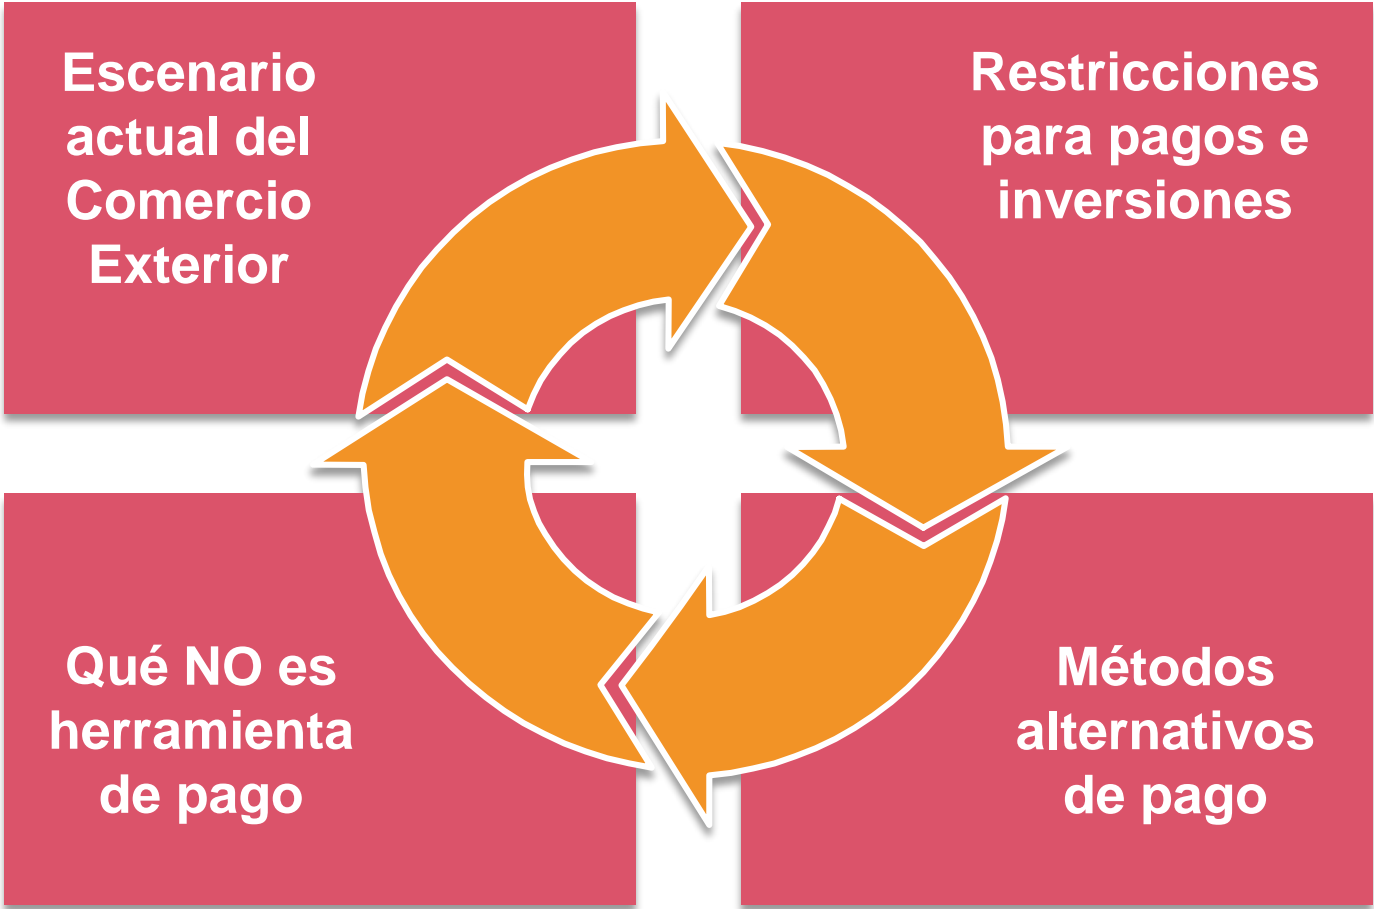 Escenario
actual del
Comercio
Exterior
Restricciones
para pagos e
inversiones
Qué NO es
herramienta
de pago
Métodos
alternativos
de pago